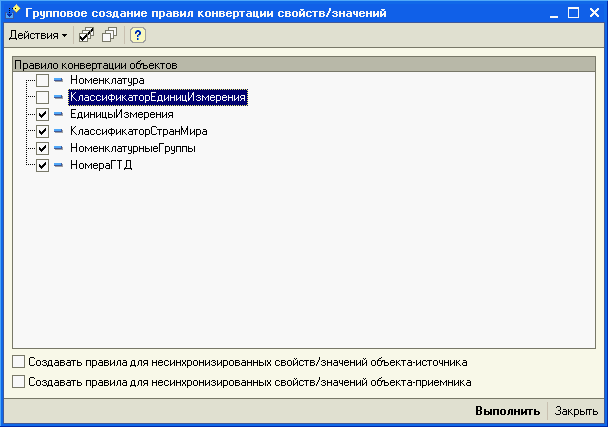 Групповое создание правил конвертации свойств/значений
Действия
Правило конвертации объектов
Номенклатура
КлассификаторЕдиницИзмерения
ЕдиницыИзмерения
КлассификаторСтранМира
НоменклатурныеГруппы
НомераГТД
Создавать правила для несинхронизированных свойств/значений объекта-источника
Создавать правила для несинхронизированных свойств/значений объекта-приемника
Выполнить Закрыть